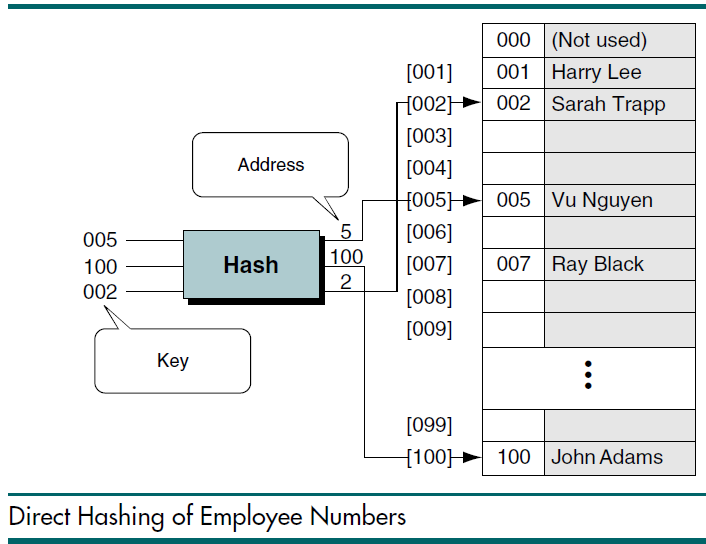 000 (Not used)
[001] 001 Harry Lee
[002] 002 Sarah Trapp
[003]
[004]
Address
[005] 005 Vu Nguyen
005 5 [006]
100 Hash 100 [007] 007 Ray Black
002 2 [008]
[009]
Key
[099]
[100] 100 John Adams
Direct Hashing of Employee Numbers